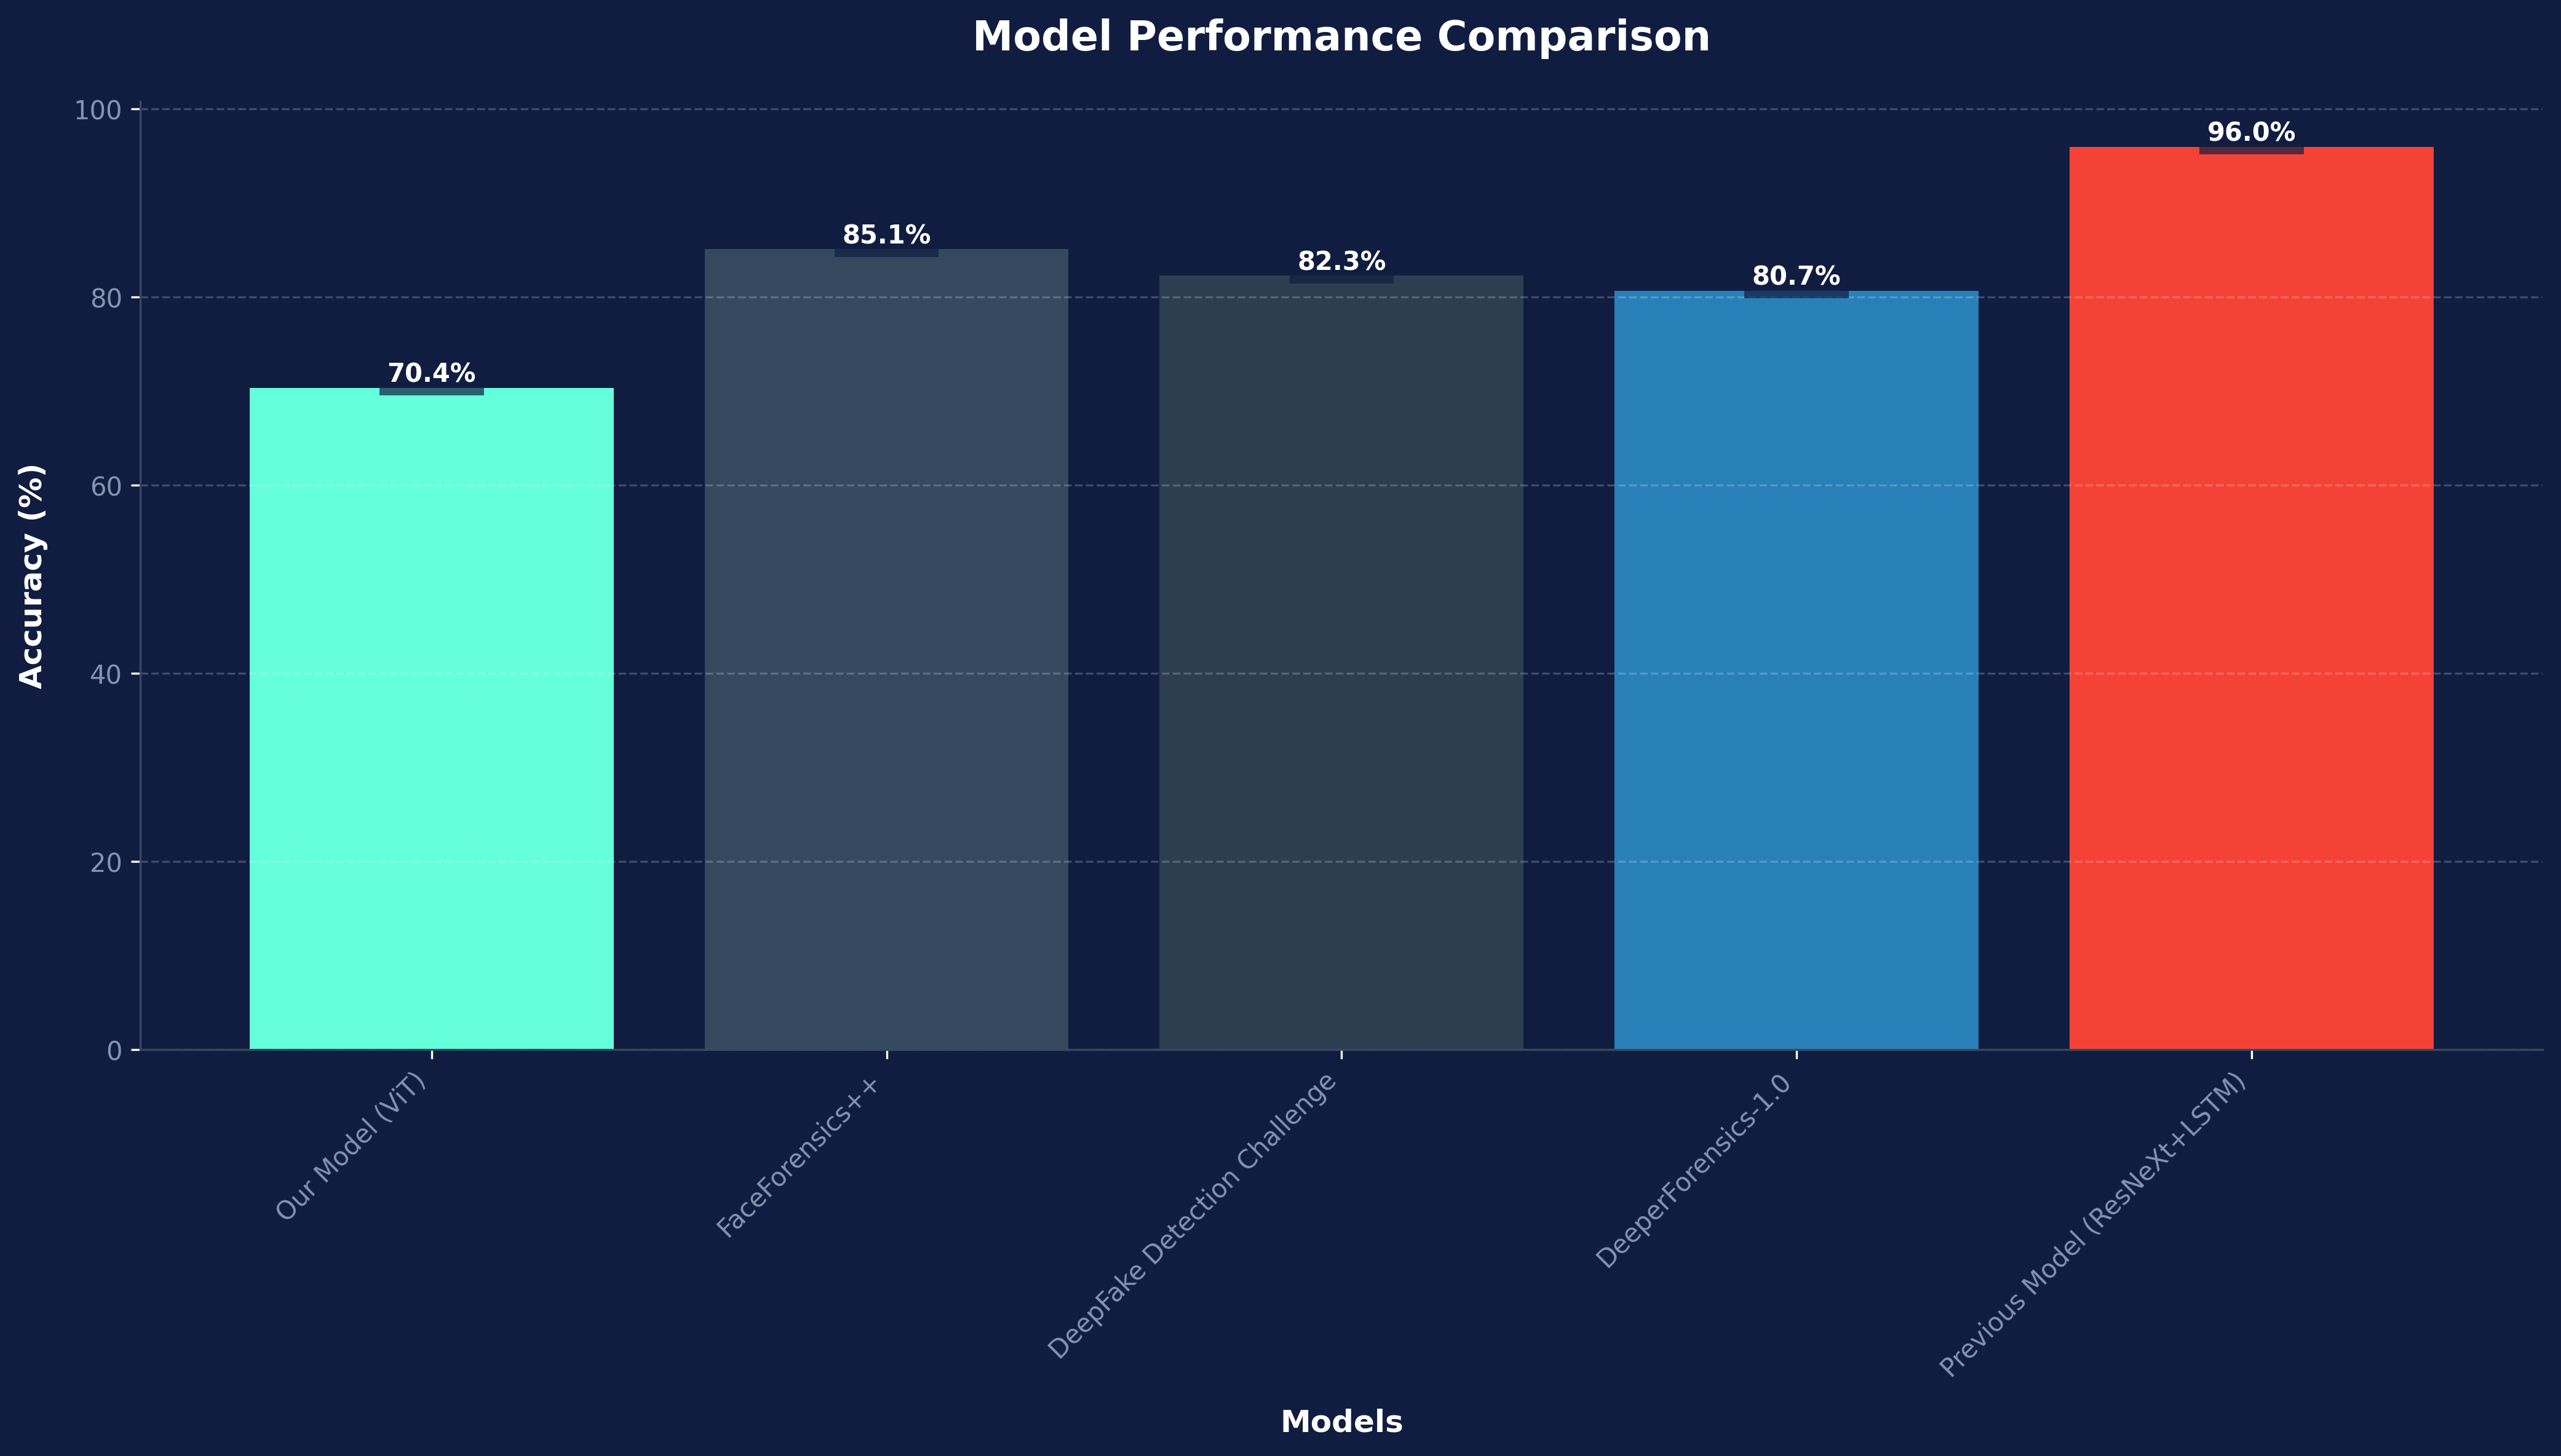 Model Performance Comparison
Accuracy (%)
100
80
60
40
20
0
70.4%
85.1%
82.3%
80.7%
96.0%
Our Model (ViT)
FaceForensics++
DeepFake Detection Challenge
DeeperForensics-1.0
Previous Model (ResNeXt+LSTM)
Models